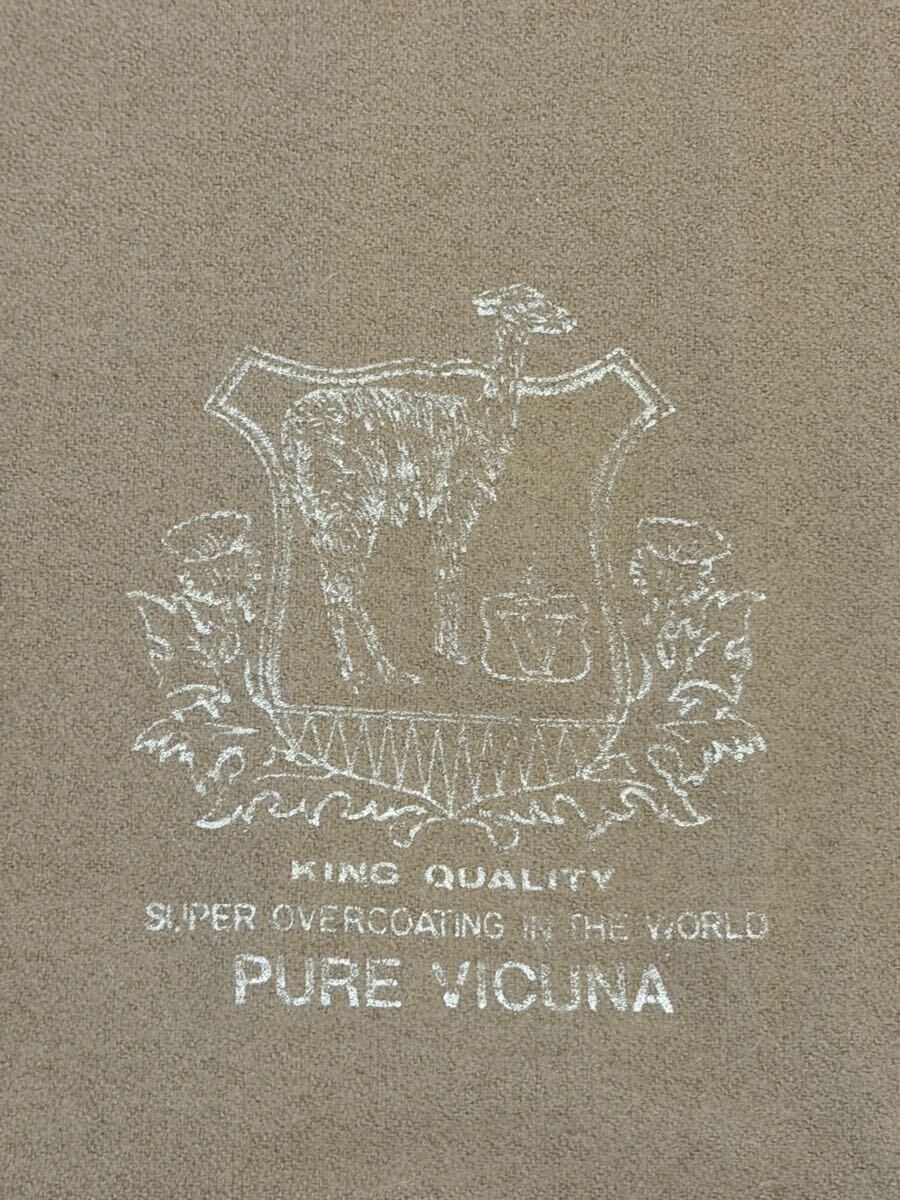 KING QUALITY
SUPER OVERCOATING IN THE WORLD
PURE VICUNA